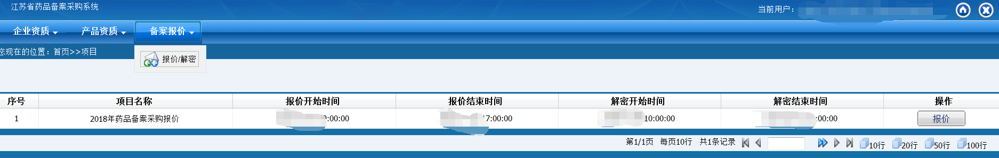 江苏省药品备案采购系统
当前用户：
企业资质 产品资质 备案报价
您现在的位置：首页>>项目
报价/解密
序号 项目名称 报价开始时间 报价结束时间 解密开始时间 解密结束时间 操作
1 2018年药品备案采购报价 :00:00 7:00:00 10:00:00 :00:00 报价
第1/1页 每页10行 共1条记录 10行 20行 50行 100行